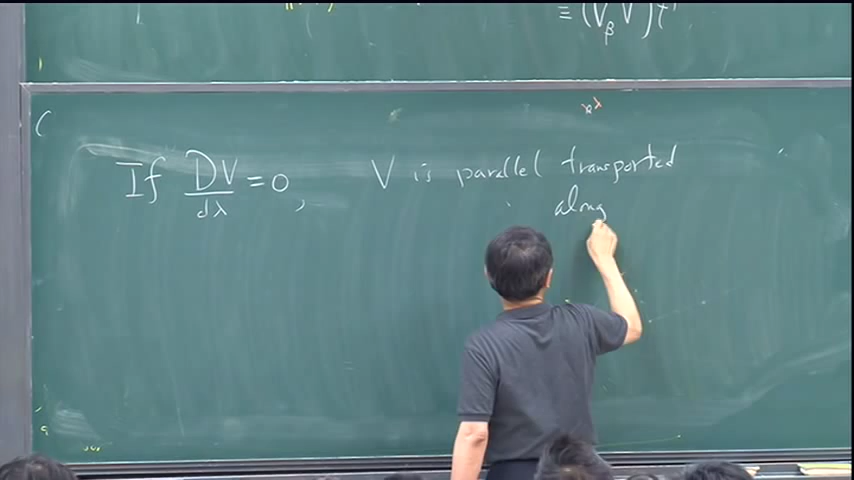 ≡ (∇_β V)
If DV/dλ = 0, V is parallel transported
along